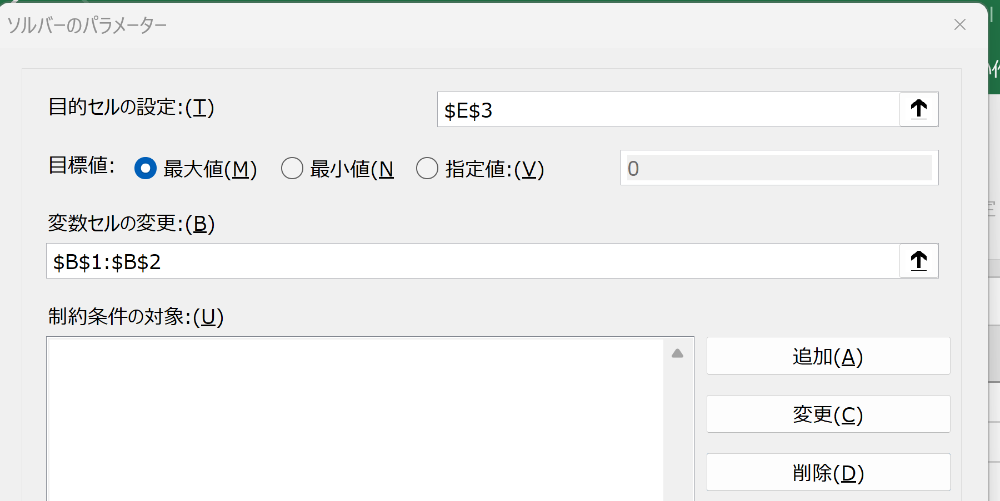 ソルバーのパラメーター
目的セルの設定:(T)
$E$3
目標値:
最大値(M)
最小値(N
指定値:(V)
0
変数セルの変更:(B)
$B$1:$B$2
制約条件の対象:(U)
追加(A)
変更(C)
削除(D)